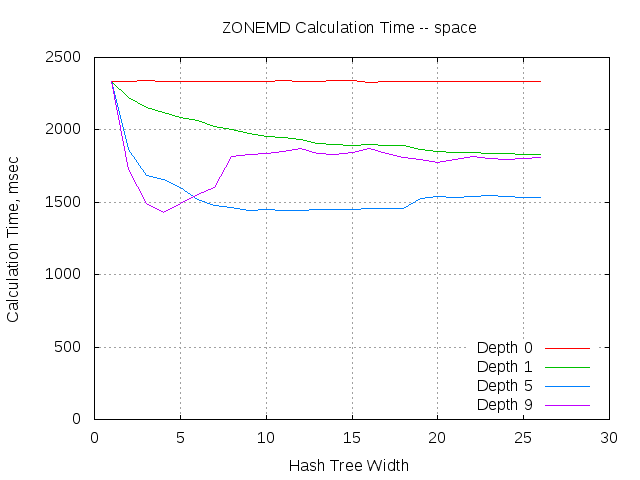 ZONEMD Calculation Time -- space
2500
2000
1500
1000
500
0
Calculation Time, msec
Depth 0
Depth 1
Depth 5
Depth 9
0 5 10 15 20 25 30
Hash Tree Width